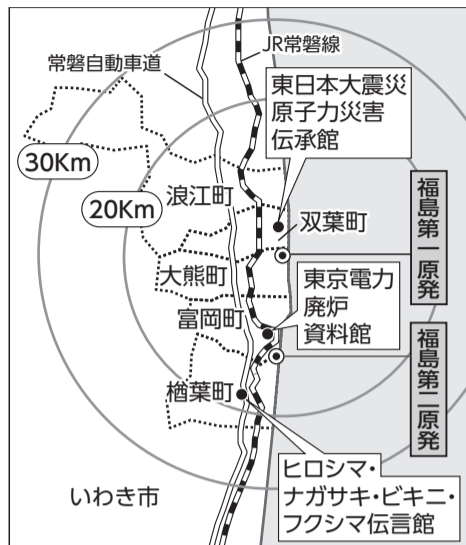 JR常磐線
常磐自動車道
東日本大震災
原子力災害
伝承館
30Km
20Km
浪江町
双葉町
福島第一原発
大熊町
東京電力
廃炉
資料館
富岡町
福島第二原発
楢葉町
ヒロシマ・
ナガサキ・ビキニ・
フクシマ伝言館
いわき市